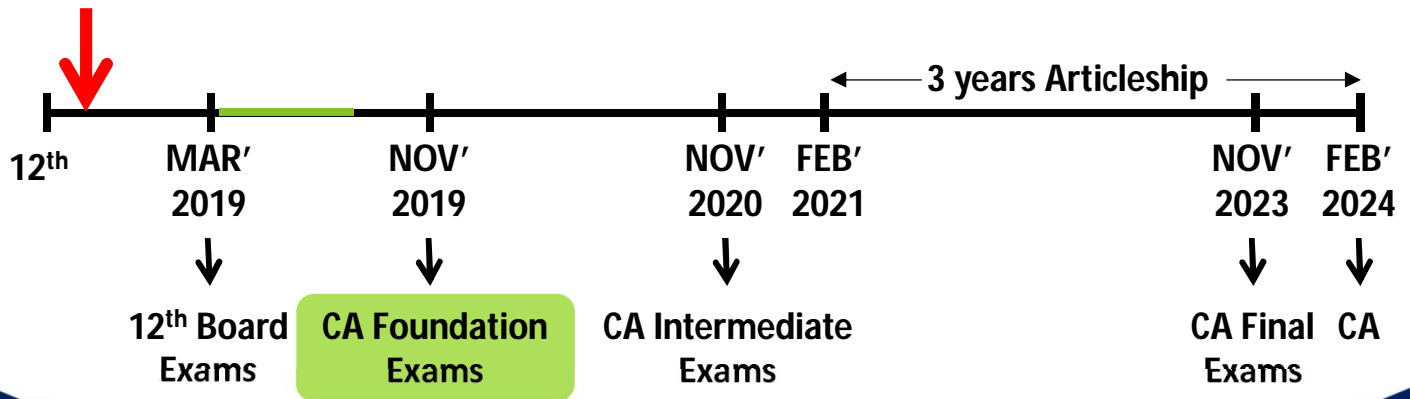 3 years Articleship
12th
MAR' 2019
NOV' 2019
NOV' 2020
FEB' 2021
NOV' 2023
FEB' 2024
12th Board Exams
CA Foundation Exams
CA Intermediate Exams
CA Final Exams
CA